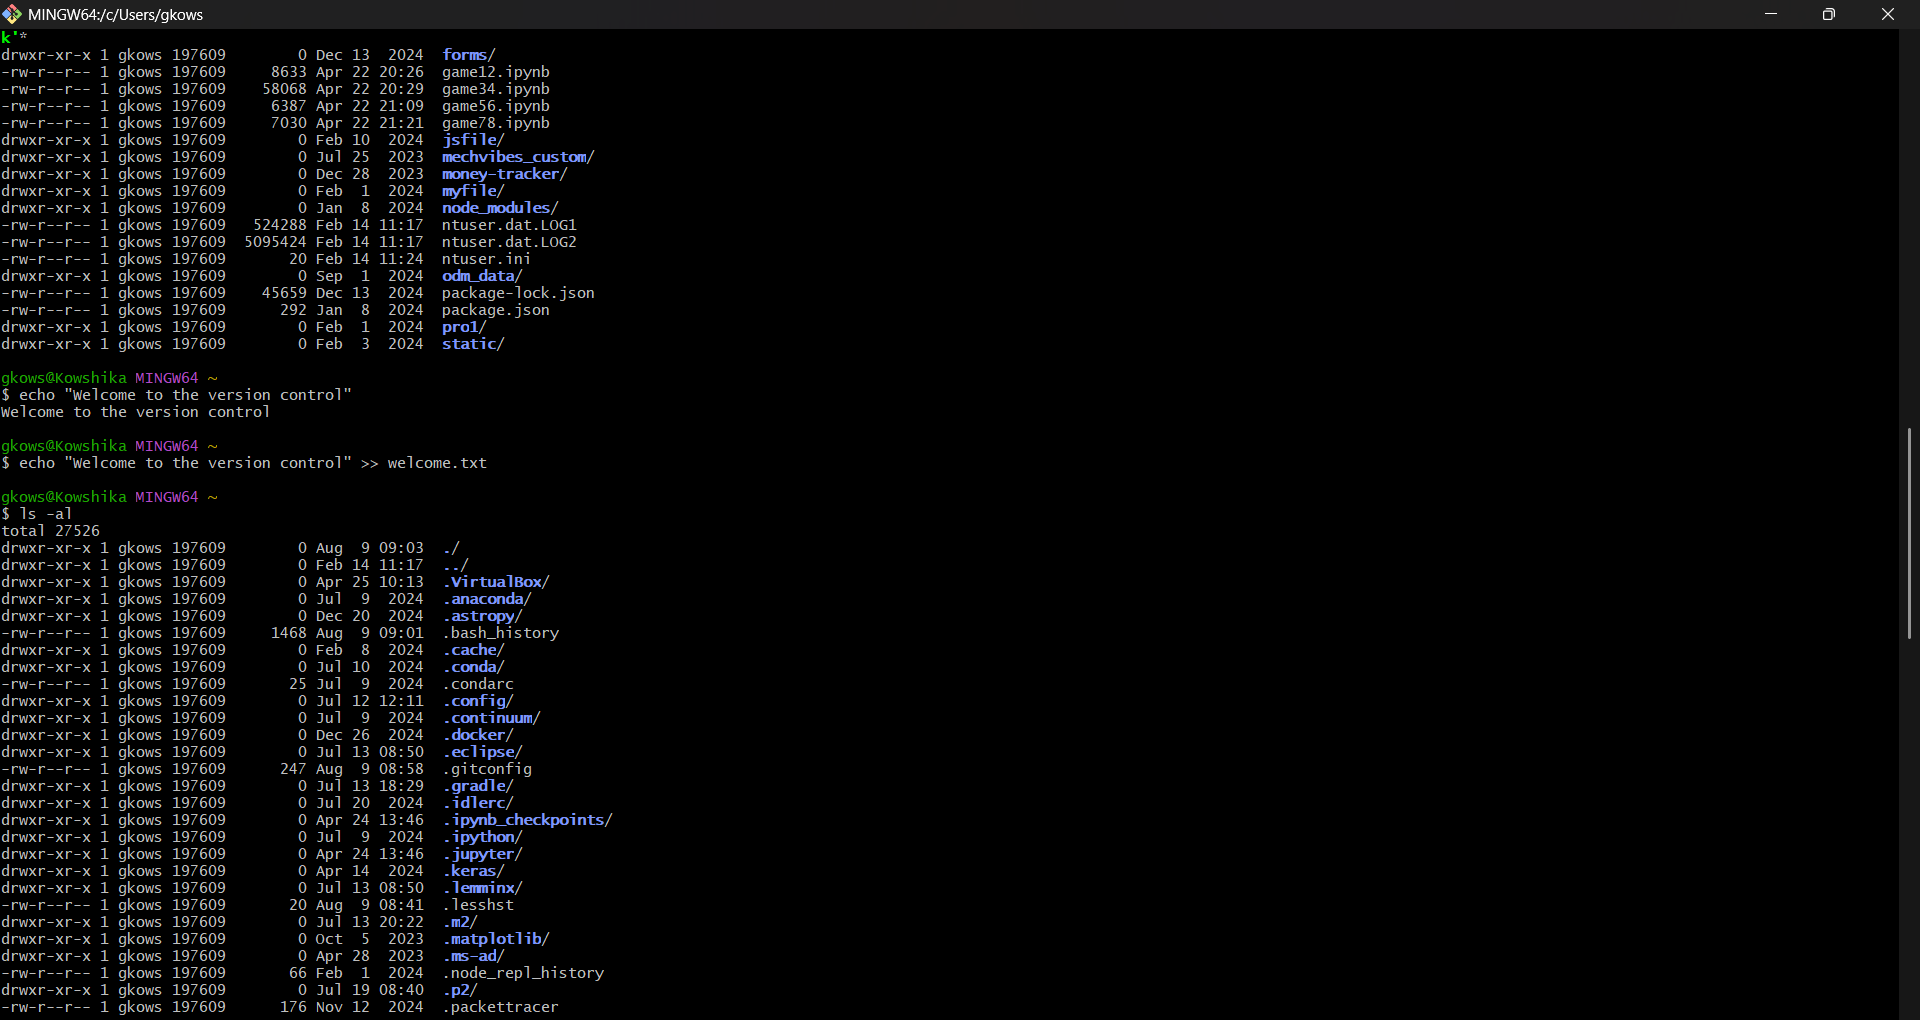 MINGW64:/c/Users/gkows
k'*
drwxr-xr-x 1 gkows 197609        0 Dec 13  2024  forms/
-rw-r--r-- 1 gkows 197609     8633 Apr 22 20:26  game12.ipynb
-rw-r--r-- 1 gkows 197609    58068 Apr 22 20:29  game34.ipynb
-rw-r--r-- 1 gkows 197609     6387 Apr 22 21:09  game56.ipynb
-rw-r--r-- 1 gkows 197609     7030 Apr 22 21:21  game78.ipynb
drwxr-xr-x 1 gkows 197609        0 Feb 10  2024  jsfile/
drwxr-xr-x 1 gkows 197609        0 Jul 25  2023  mechvibes_custom/
drwxr-xr-x 1 gkows 197609        0 Dec 28  2023  money-tracker/
drwxr-xr-x 1 gkows 197609        0 Feb  1  2024  myfile/
drwxr-xr-x 1 gkows 197609        0 Jan  8  2024  node_modules/
-rw-r--r-- 1 gkows 197609   524288 Feb 14 11:17  ntuser.dat.LOG1
-rw-r--r-- 1 gkows 197609  5095424 Feb 14 11:17  ntuser.dat.LOG2
-rw-r--r-- 1 gkows 197609       20 Feb 14 11:24  ntuser.ini
drwxr-xr-x 1 gkows 197609        0 Sep  1  2024  odm_data/
-rw-r--r-- 1 gkows 197609    45659 Dec 13  2024  package-lock.json
-rw-r--r-- 1 gkows 197609      292 Jan  8  2024  package.json
drwxr-xr-x 1 gkows 197609        0 Feb  1  2024  pro1/
drwxr-xr-x 1 gkows 197609        0 Feb  3  2024  static/
gkows@Kowshika MINGW64 ~
$ echo "Welcome to the version control"
Welcome to the version control
gkows@Kowshika MINGW64 ~
$ echo "Welcome to the version control" >> welcome.txt
gkows@Kowshika MINGW64 ~
$ ls -al
total 27526
drwxr-xr-x 1 gkows 197609        0 Aug  9 09:03  ./
drwxr-xr-x 1 gkows 197609        0 Feb 14 11:17  ../
drwxr-xr-x 1 gkows 197609        0 Apr 25 10:13  .VirtualBox/
drwxr-xr-x 1 gkows 197609        0 Jul  9  2024  .anaconda/
drwxr-xr-x 1 gkows 197609        0 Dec 20  2024  .astropy/
-rw-r--r-- 1 gkows 197609     1468 Aug  9 09:01  .bash_history
drwxr-xr-x 1 gkows 197609        0 Feb  8  2024  .cache/
drwxr-xr-x 1 gkows 197609        0 Jul 10  2024  .conda/
-rw-r--r-- 1 gkows 197609       25 Jul  9  2024  .condarc
drwxr-xr-x 1 gkows 197609        0 Jul 12 12:11  .config/
drwxr-xr-x 1 gkows 197609        0 Jul  9  2024  .continuum/
drwxr-xr-x 1 gkows 197609        0 Dec 26  2024  .docker/
drwxr-xr-x 1 gkows 197609        0 Jul 13 08:50  .eclipse/
-rw-r--r-- 1 gkows 197609      247 Aug  9 08:58  .gitconfig
drwxr-xr-x 1 gkows 197609        0 Jul 13 18:29  .gradle/
drwxr-xr-x 1 gkows 197609        0 Jul 20  2024  .idlerc/
drwxr-xr-x 1 gkows 197609        0 Apr 24 13:46  .ipynb_checkpoints/
drwxr-xr-x 1 gkows 197609        0 Jul  9  2024  .ipython/
drwxr-xr-x 1 gkows 197609        0 Apr 24 13:46  .jupyter/
drwxr-xr-x 1 gkows 197609        0 Apr 14  2024  .keras/
drwxr-xr-x 1 gkows 197609        0 Jul 13 08:50  .lemminx/
-rw-r--r-- 1 gkows 197609       20 Aug  9 08:41  .lesshst
drwxr-xr-x 1 gkows 197609        0 Jul 13 20:22  .m2/
drwxr-xr-x 1 gkows 197609        0 Oct  5  2023  .matplotlib/
drwxr-xr-x 1 gkows 197609        0 Apr 28  2023  .ms-ad/
-rw-r--r-- 1 gkows 197609       66 Feb  1  2024  .node_repl_history
drwxr-xr-x 1 gkows 197609        0 Jul 19 08:40  .p2/
-rw-r--r-- 1 gkows 197609      176 Nov 12  2024  .packettracer